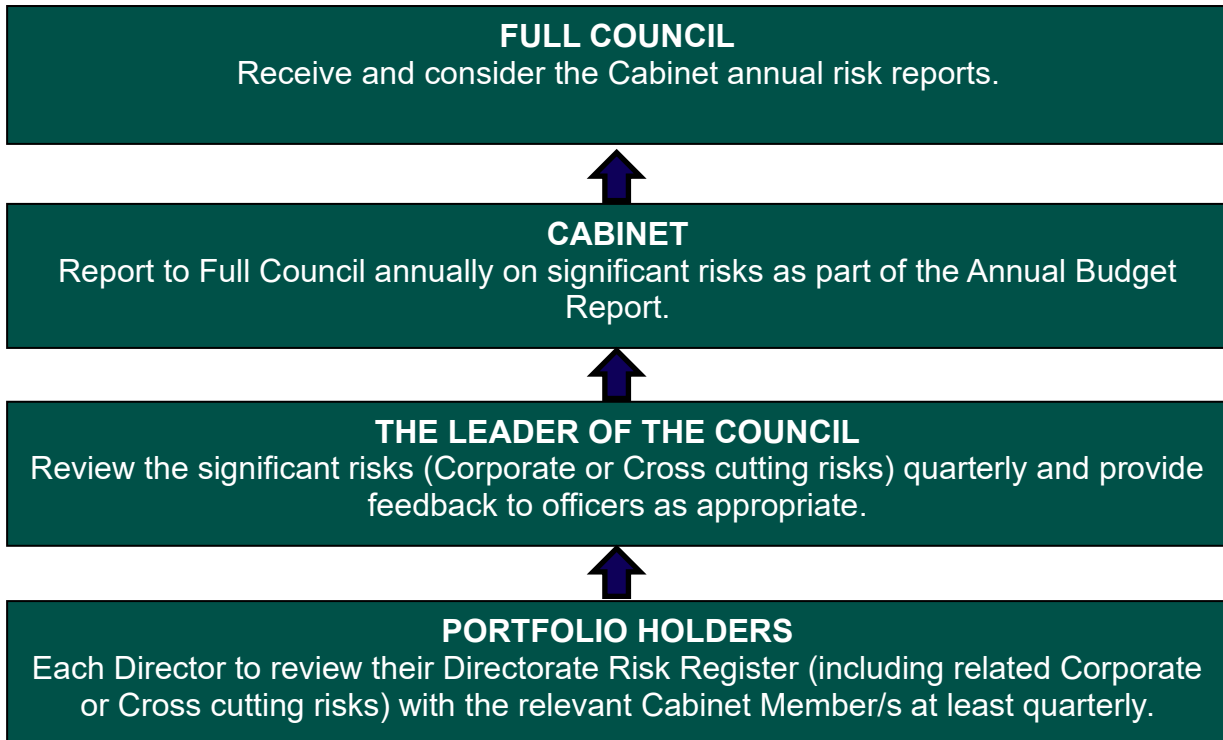 FULL COUNCIL
Receive and consider the Cabinet annual risk reports.
CABINET
Report to Full Council annually on significant risks as part of the Annual Budget
Report.
THE LEADER OF THE COUNCIL
Review the significant risks (Corporate or Cross cutting risks) quarterly and provide
feedback to officers as appropriate.
PORTFOLIO HOLDERS
Each Director to review their Directorate Risk Register (including related Corporate
or Cross cutting risks) with the relevant Cabinet Member/s at least quarterly.